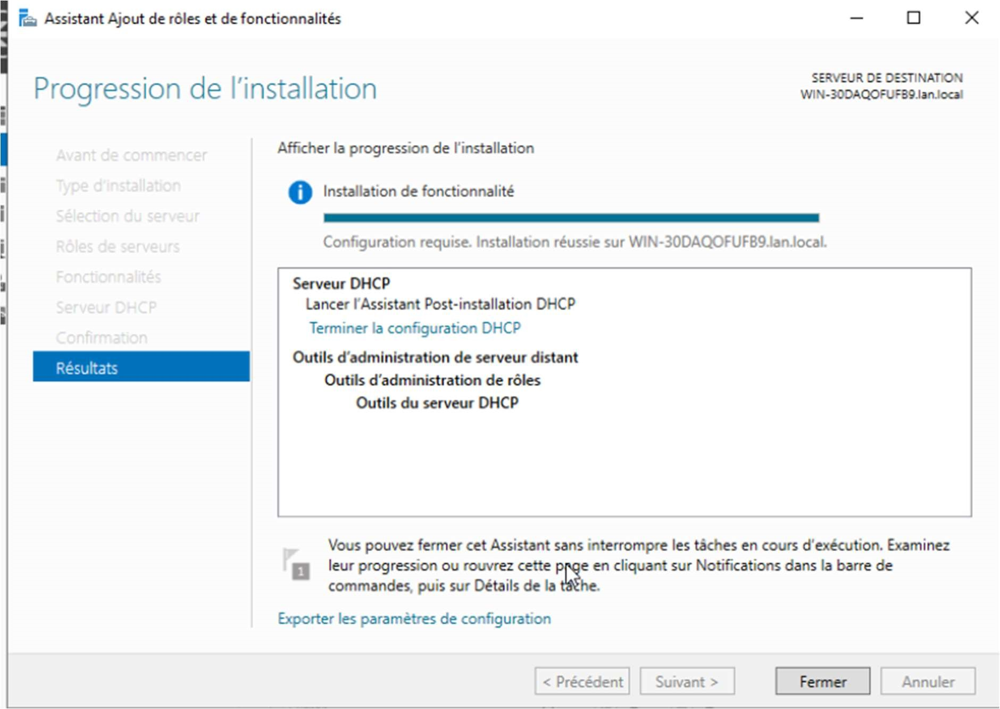 Assistant Ajout de rôles et de fonctionnalités
Progression de l'installation
SERVEUR DE DESTINATION
WIN-30DAQOFUFB9.lan.local
Avant de commencer
Type d'installation
Sélection du serveur
Rôles de serveurs
Fonctionnalités
Serveur DHCP
Confirmation
Résultats
Afficher la progression de l'installation
Installation de fonctionnalité
Configuration requise. Installation réussie sur WIN-30DAQOFUFB9.lan.local.
Serveur DHCP
Lancer l'Assistant Post-installation DHCP
Terminer la configuration DHCP
Outils d'administration de serveur distant
Outils d'administration de rôles
Outils du serveur DHCP
1
Vous pouvez fermer cet Assistant sans interrompre les tâches en cours d'exécution. Examinez
leur progression ou rouvrez cette page en cliquant sur Notifications dans la barre de
commandes, puis sur Détails de la tâche.
Exporter les paramètres de configuration
< Précédent
Suivant >
Fermer
Annuler